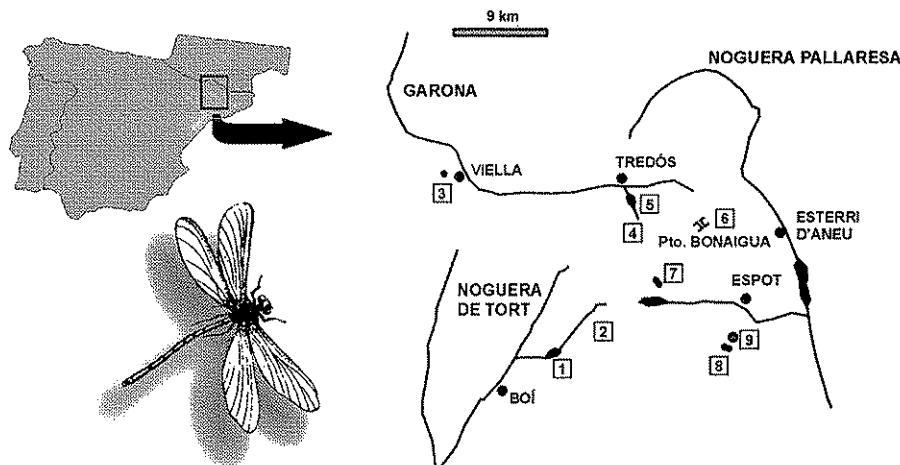 9 km
NOGUERA PALLARESA
GARONA
TREDÓS
VIELLA
3
5
6
4
Pto. BONAIGUA
ESTERRI
D'ANEU
7
ESPOT
NOGUERA
DE TORT
2
9
8
1
BOÍ